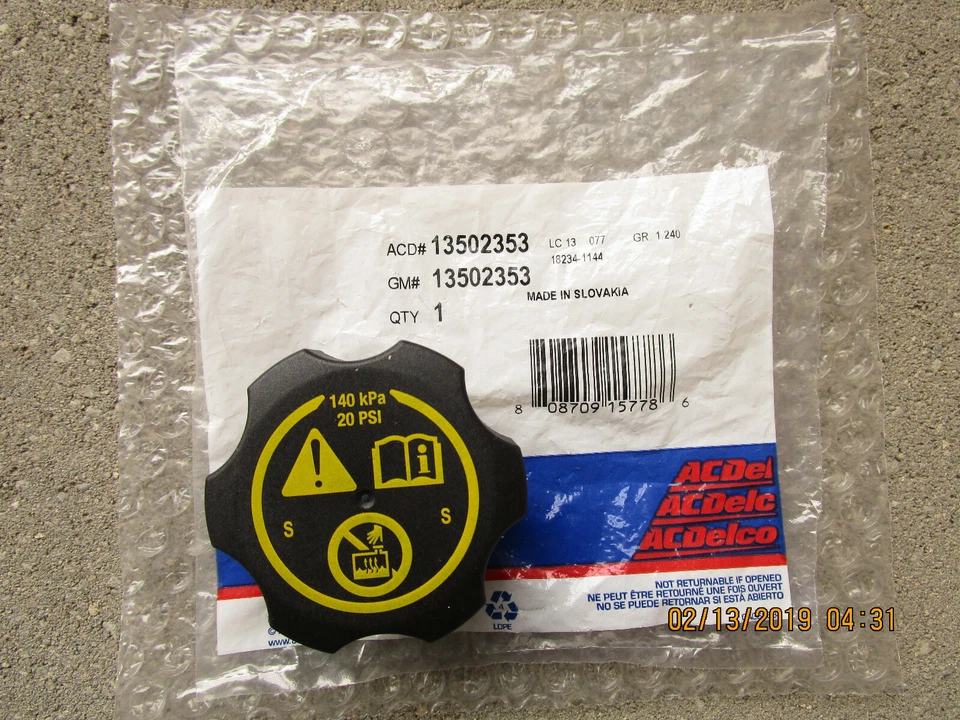 ACD# 13502353 LC 13 077 GR. 1.240
18234-1144
GM# 13502353
MADE IN SLOVAKIA
QTY 1
8 08709 15778 6
140 kPa
20 PSI
S S
ACDel
ACDelc
ACDelco
NOT RETURNABLE IF OPENED
NE PEUT ÊTRE RETOURNÉ UNE FOIS OUVERT
NO SE PUEDE RETORNAR SI ESTÁ ABIERTO
4
LDPE
©
www.
02/13/2019 04:31